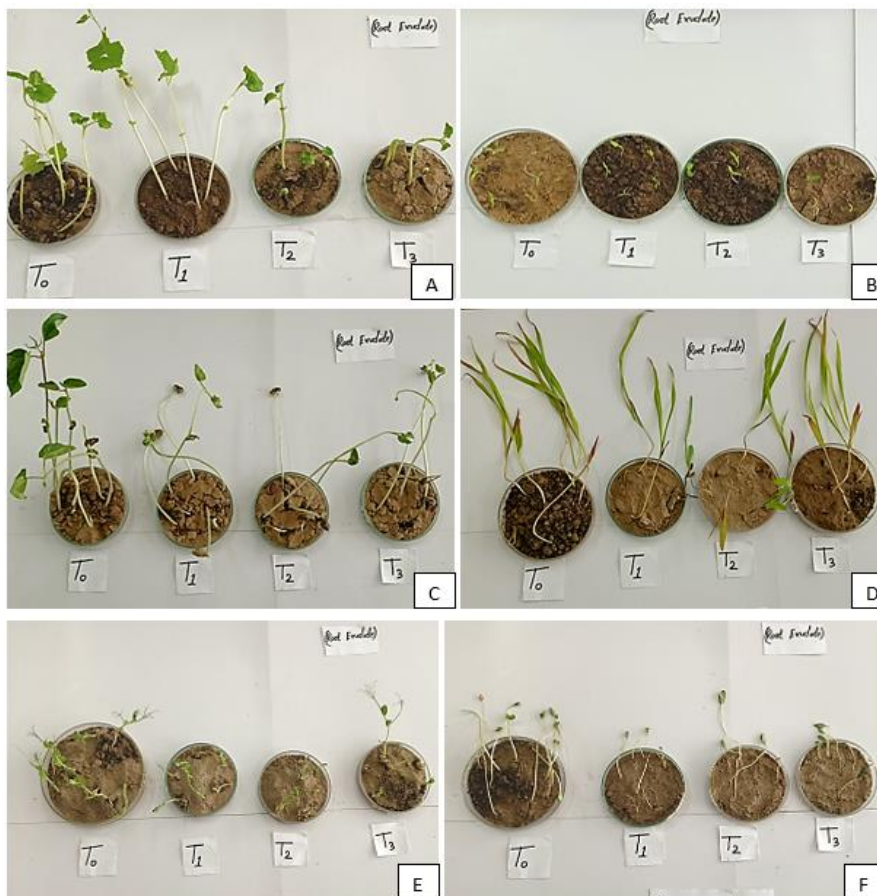 (Root Exudate)
T0
T1
T2
T3
A
(Root Exudate)
T0
T1
T2
T3
B
(Root Exudate)
T0
T1
T2
T3
C
(Root Exudate)
T0
T1
T2
T3
D
(Root Exudate)
T0
T1
T2
T3
E
(Root Exudate)
T0
T1
T2
T3
F